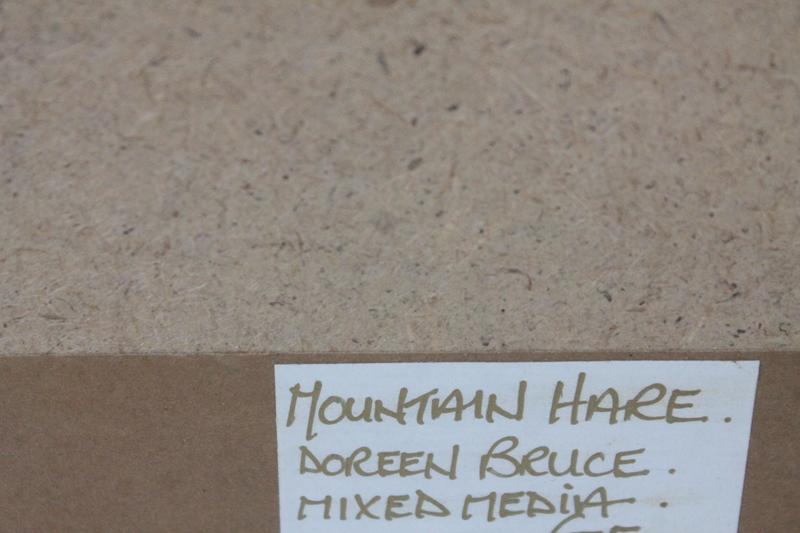 MOUNTAIN HARE.
DOREEN BRUCE.
MIXED MEDIA.